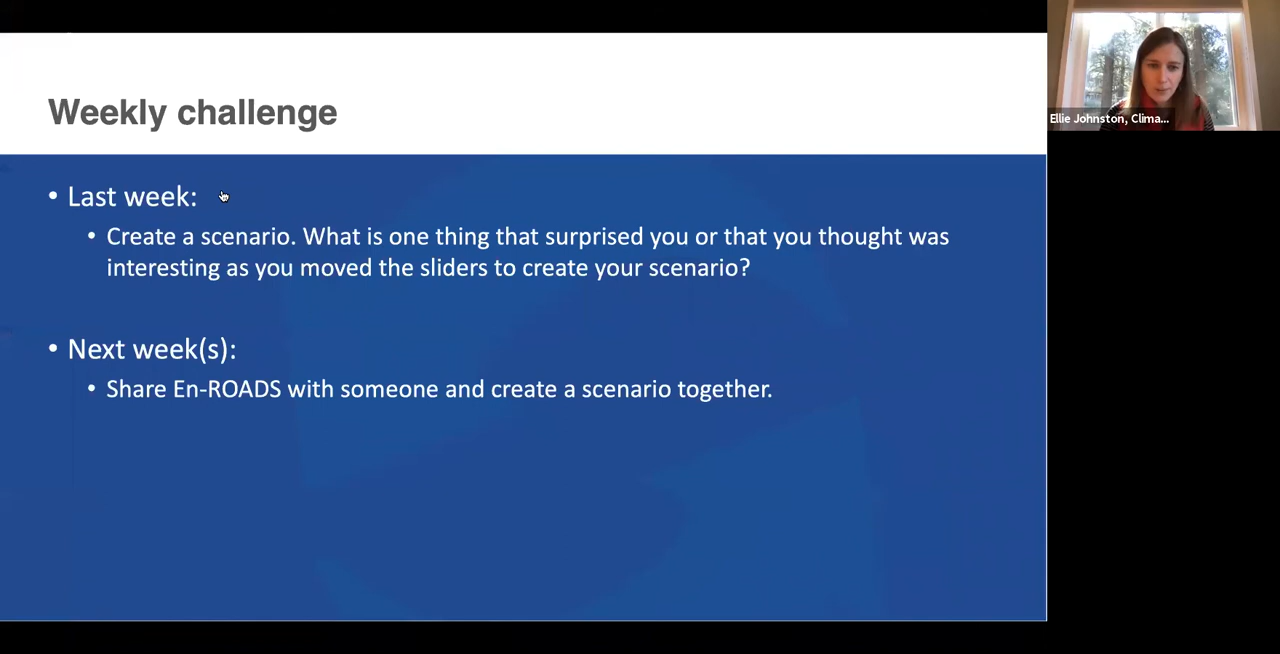 Weekly challenge
• Last week:
• Create a scenario. What is one thing that surprised you or that you thought was
interesting as you moved the sliders to create your scenario?
• Next week(s):
• Share En-ROADS with someone and create a scenario together.
Ellie Johnston, Clima...